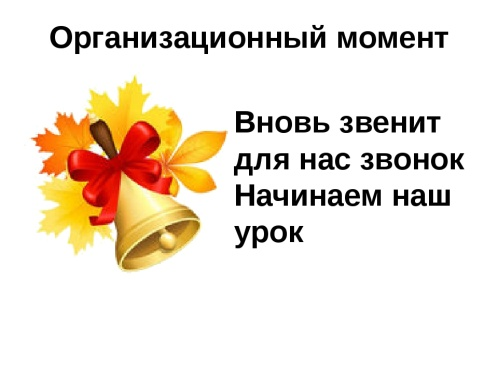 Организационный момент
Вновь звенит
для нас звонок
Начинаем наш
урок